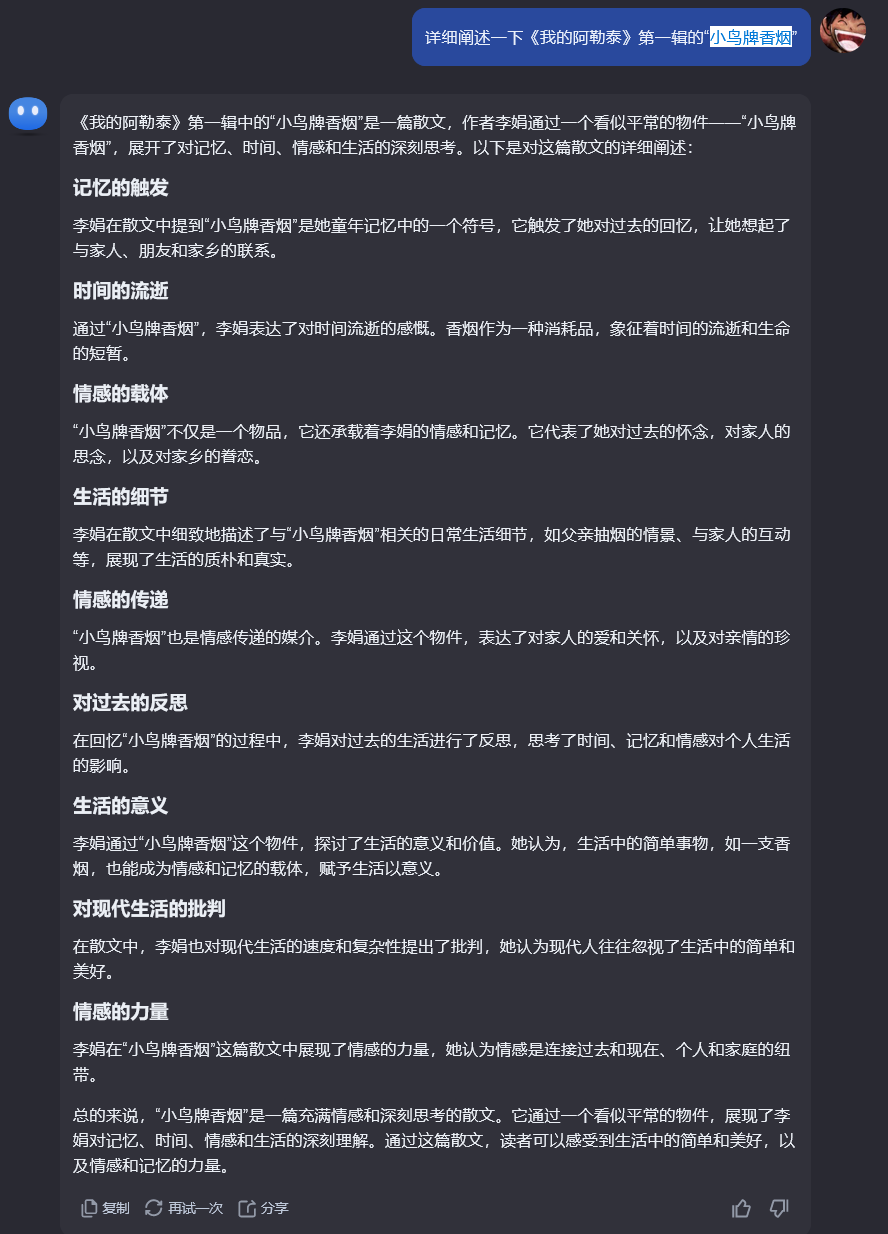 详细阐述一下《我的阿勒泰》第一辑的“小鸟牌香烟”
《我的阿勒泰》第一辑中的“小鸟牌香烟”是一篇散文，作者李娟通过一个看似平常的物件——“小鸟牌
香烟”，展开了对记忆、时间、情感和生活的深刻思考。以下是对这篇散文的详细阐述：
记忆的触发
李娟在散文中提到“小鸟牌香烟”是她童年记忆中的一个符号，它触发了她对过去的回忆，让她想起了
与家人、朋友和家乡的联系。
时间的流逝
通过“小鸟牌香烟”，李娟表达了对时间流逝的感慨。香烟作为一种消耗品，象征着时间的流逝和生命
的短暂。
情感的载体
“小鸟牌香烟”不仅是一个物品，它还承载着李娟的情感和记忆。它代表了她对过去的怀念，对家人的
思念，以及对家乡的眷恋。
生活的细节
李娟在散文中细致地描述了与“小鸟牌香烟”相关的日常生活细节，如父亲抽烟的情景、与家人的互动
等，展现了生活的质朴和真实。
情感的传递
“小鸟牌香烟”也是情感传递的媒介。李娟通过这个物件，表达了对家人的爱和关怀，以及对亲情的珍
视。
对过去的反思
在回忆“小鸟牌香烟”的过程中，李娟对过去的生活进行了反思，思考了时间、记忆和情感对个人生活
的影响。
生活的意义
李娟通过“小鸟牌香烟”这个物件，探讨了生活的意义和价值。她认为，生活中的简单事物，如一支香
烟，也能成为情感和记忆的载体，赋予生活以意义。
对现代生活的批判
在散文中，李娟也对现代生活的速度和复杂性提出了批判，她认为现代人往往忽视了生活中的简单和
美好。
情感的力量
李娟在“小鸟牌香烟”这篇散文中展现了情感的力量，她认为情感是连接过去和现在、个人和家庭的纽
带。
总的来说，“小鸟牌香烟”是一篇充满情感和深刻思考的散文。它通过一个看似平常的物件，展现了李
娟对记忆、时间、情感和生活的深刻理解。通过这篇散文，读者可以感受到生活中的简单和美好，以
及情感和记忆的力量。
复制 再试一次 分享